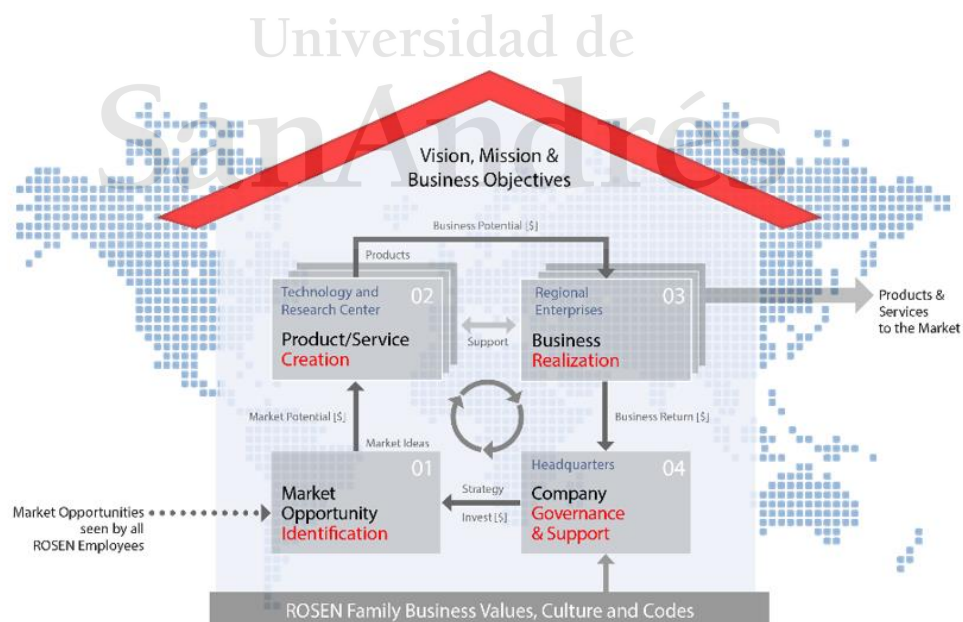 Universidad de
SanAndrés
Vision, Mission &
Business Objectives
Business Potential [$]
Products
Technology and
Research Center
02
Product/Service
Creation
Support
Regional
Enterprises
03
Business
Realization
Products &
Services
to the Market
Market Potential [$]
Market Ideas
Business Return [$]
01
Market
Opportunity
Identification
Strategy
Invest [$]
Headquarters
04
Company
Governance
& Support
Market Opportunities
seen by all
ROSEN Employees
ROSEN Family Business Values, Culture and Codes